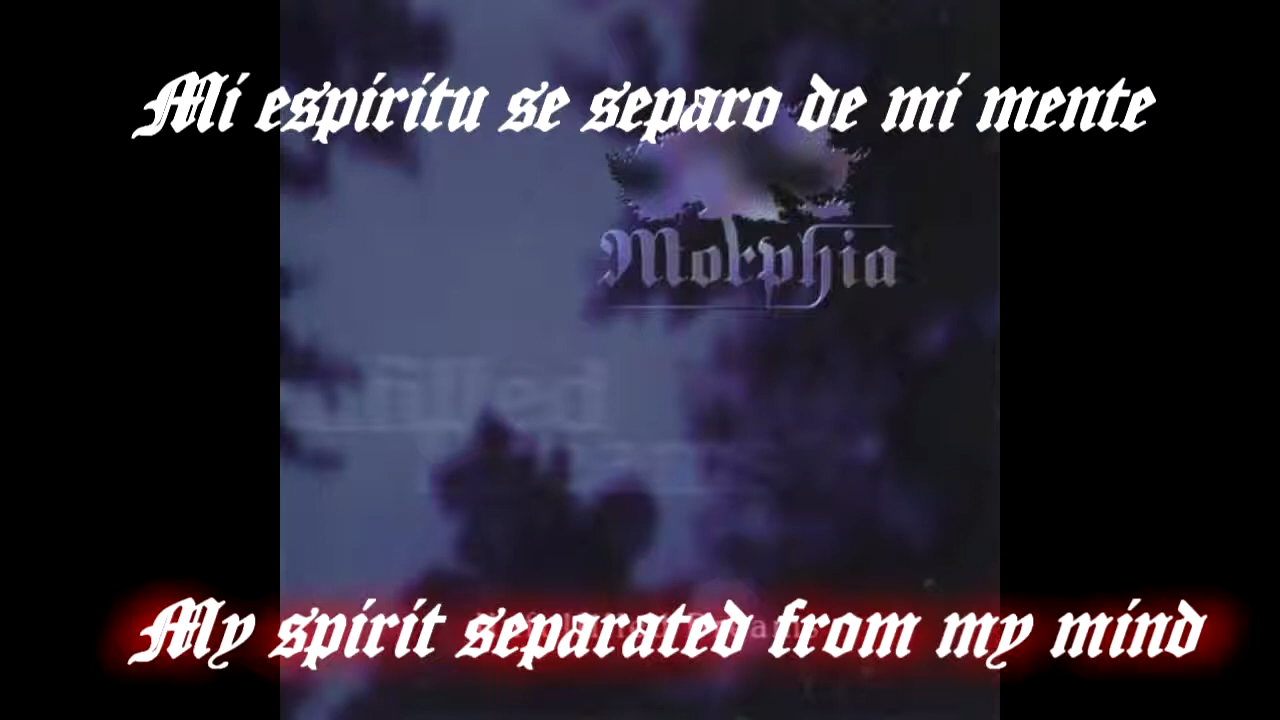 Mi espiritu se separo de mi mente
Morphia
My spirit separated from my mind